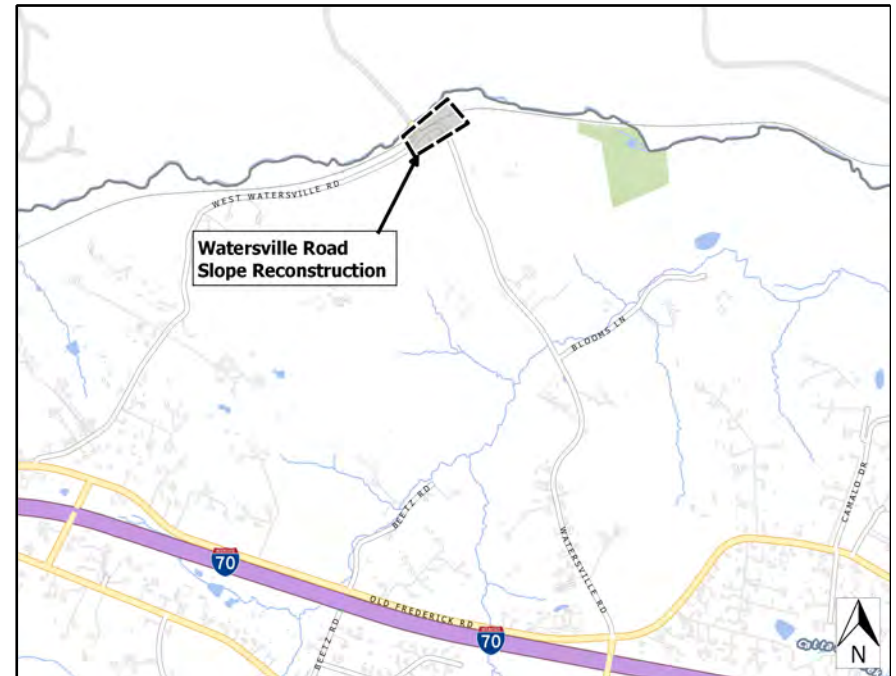 WEST WATERSVILLE RD
Watersville Road
Slope Reconstruction
BLOOMS LN
CAMALO DR
BEETZ RD
WATERSVILLE RD
70
OLD FREDERICK RD
70
BEETZ RD
N